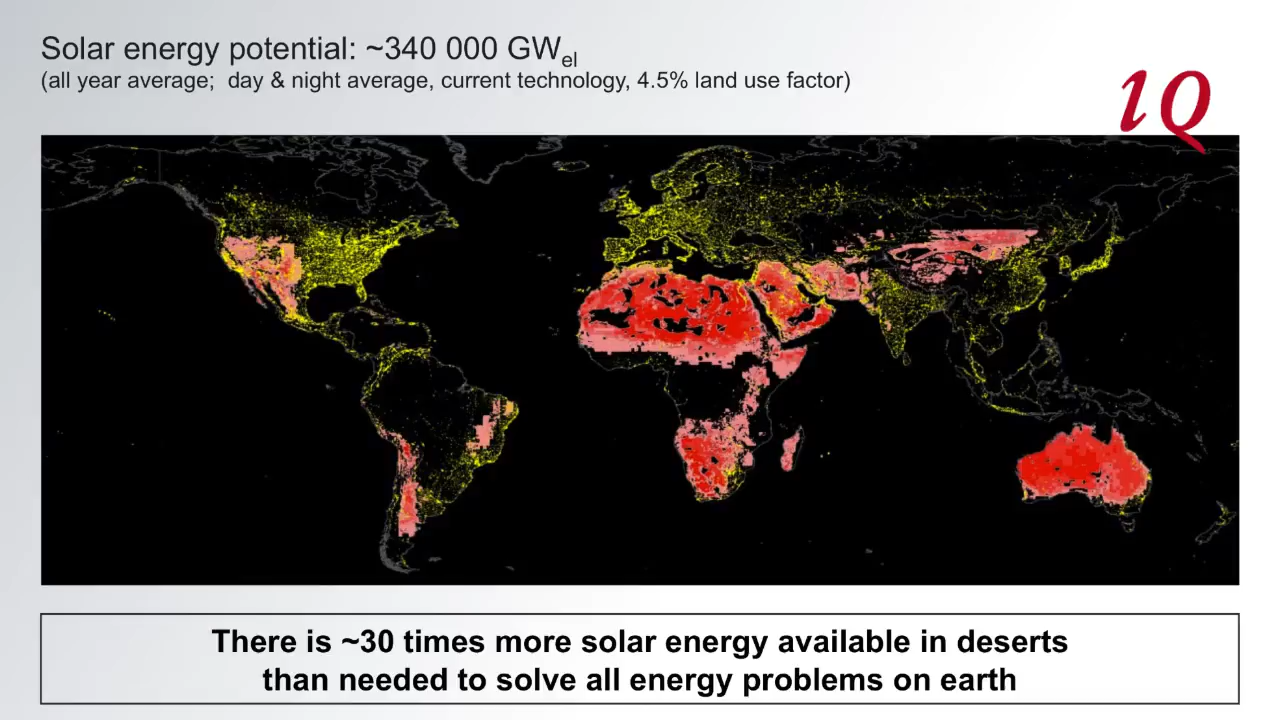 Solar energy potential: ~340 000 GWel
(all year average;  day & night average, current technology, 4.5% land use factor)
iQ
There is ~30 times more solar energy available in deserts
than needed to solve all energy problems on earth